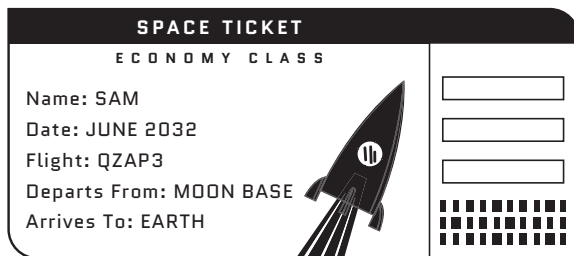 SPACE TICKET
ECONOMY CLASS
Name: SAM
Date: JUNE 2032
Flight: QZAP3
Departs From: MOON BASE
Arrives To: EARTH